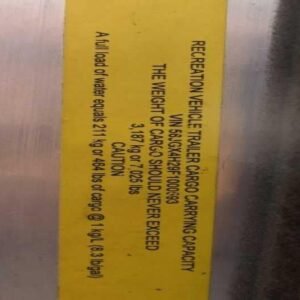 RECREATION VEHICLE TRAILER CARGO CARRYING CAPACITY
VIN
THE WEIGHT OF CARGO SHOULD NEVER EXCEED
3,187 kg or 7,025 lbs
CAUTION
A full load of water equals 211 kg or 464 lbs of cargo @ 1 kg/L (8.3 lb/gal)